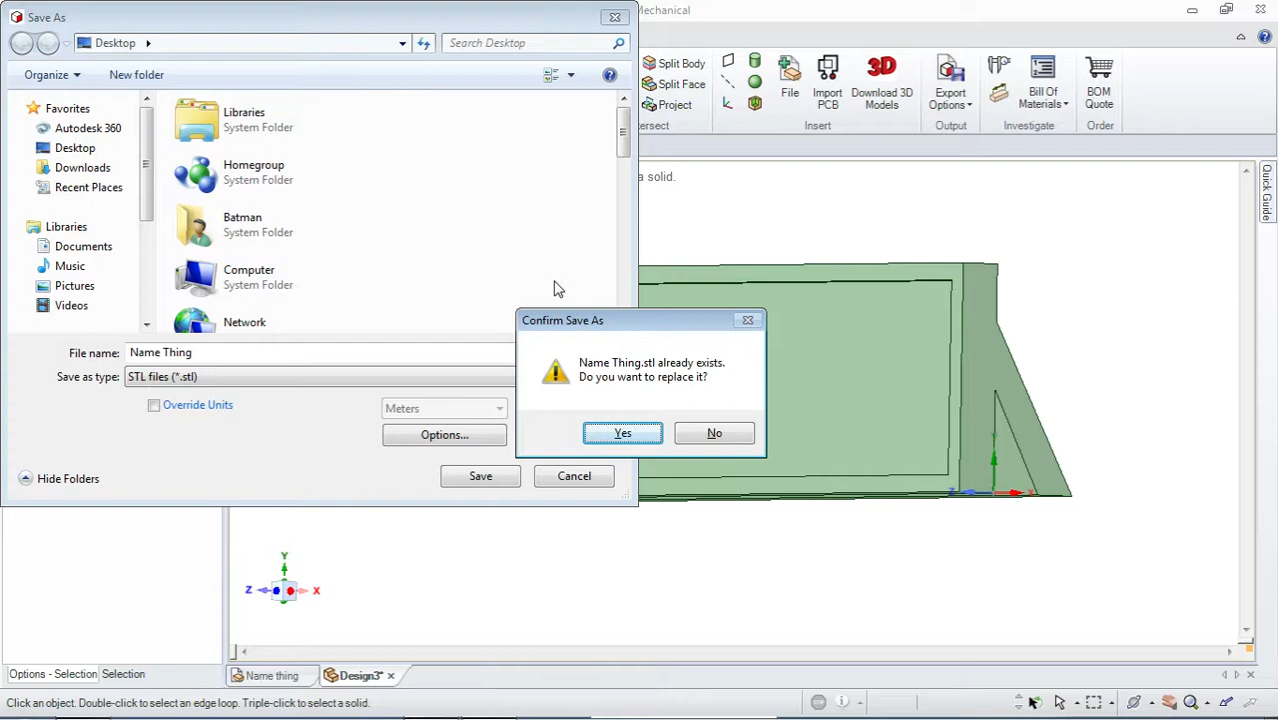 Save As
Mechanical
Desktop
Search Desktop
Organize
New folder
Favorites
Autodesk 360
Desktop
Downloads
Recent Places
Libraries
Documents
Music
Pictures
Videos
Libraries
System Folder
Homegroup
System Folder
Batman
System Folder
Computer
System Folder
Network
File name: Name Thing
Save as type: STL files (*.stl)
Override Units
Meters
Options...
Hide Folders
Save
Cancel
Confirm Save As
Name Thing.stl already exists.
Do you want to replace it?
Yes
No
Split Body
Split Face
Project
File
Import
PCB
Download 3D
Models
3D
Export
Options
Bill Of
Materials
BOM
Quote
ersect
Insert
Output
Investigate
Order
a solid.
Quick Guide
Y
Z
X
Y
Z
X
Options - Selection
Selection
Name thing
Design3*
Click an object. Double-click to select an edge loop. Triple-click to select a solid.